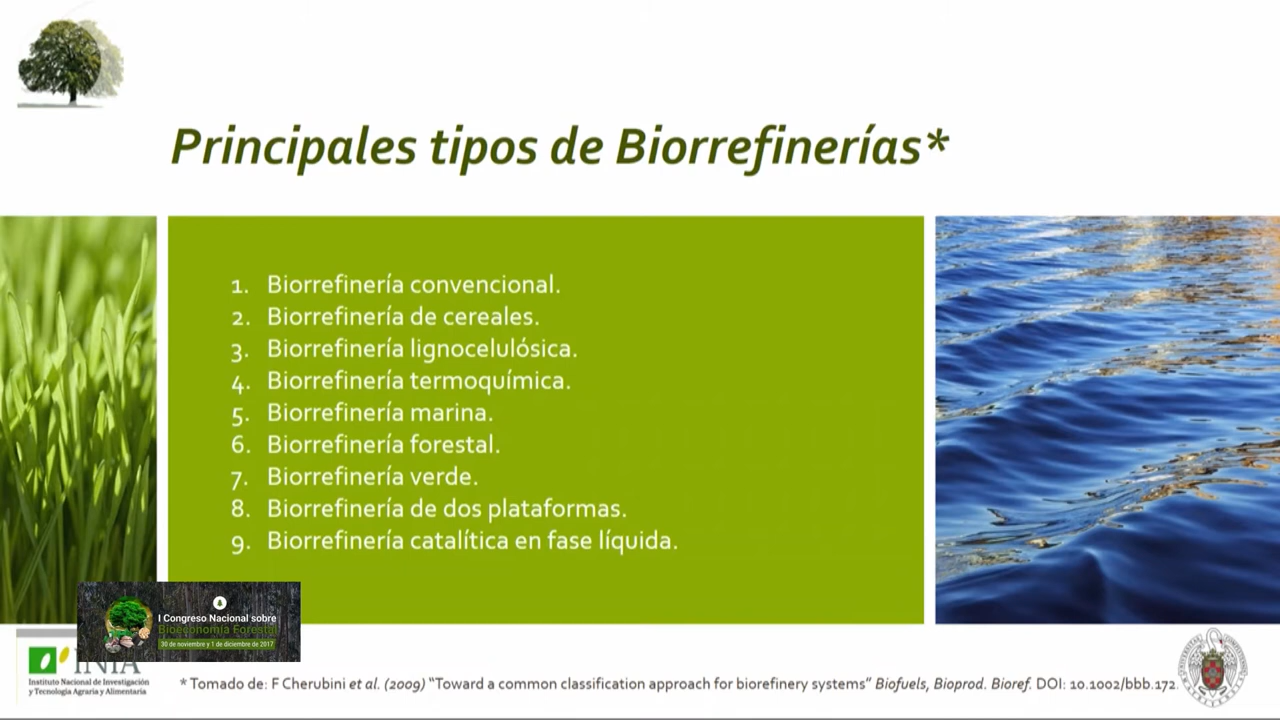 Principales tipos de Biorrefinerías*
1. Biorrefinería convencional.
2. Biorrefinería de cereales.
3. Biorrefinería lignocelulósica.
4. Biorrefinería termoquímica.
5. Biorrefinería marina.
6. Biorrefinería forestal.
7. Biorrefinería verde.
8. Biorrefinería de dos plataformas.
9. Biorrefinería catalítica en fase líquida.
I Congreso Nacional sobre
Bioeconomía Forestal
30 de noviembre y 1 de diciembre de 2017
INIA
Instituto Nacional de Investigación
y Tecnología Agraria y Alimentaria
* Tomado de: F Cherubini et al. (2009) “Toward a common classification approach for biorefinery systems” Biofuels, Bioprod. Bioref. DOI: 10.1002/bbb.172.